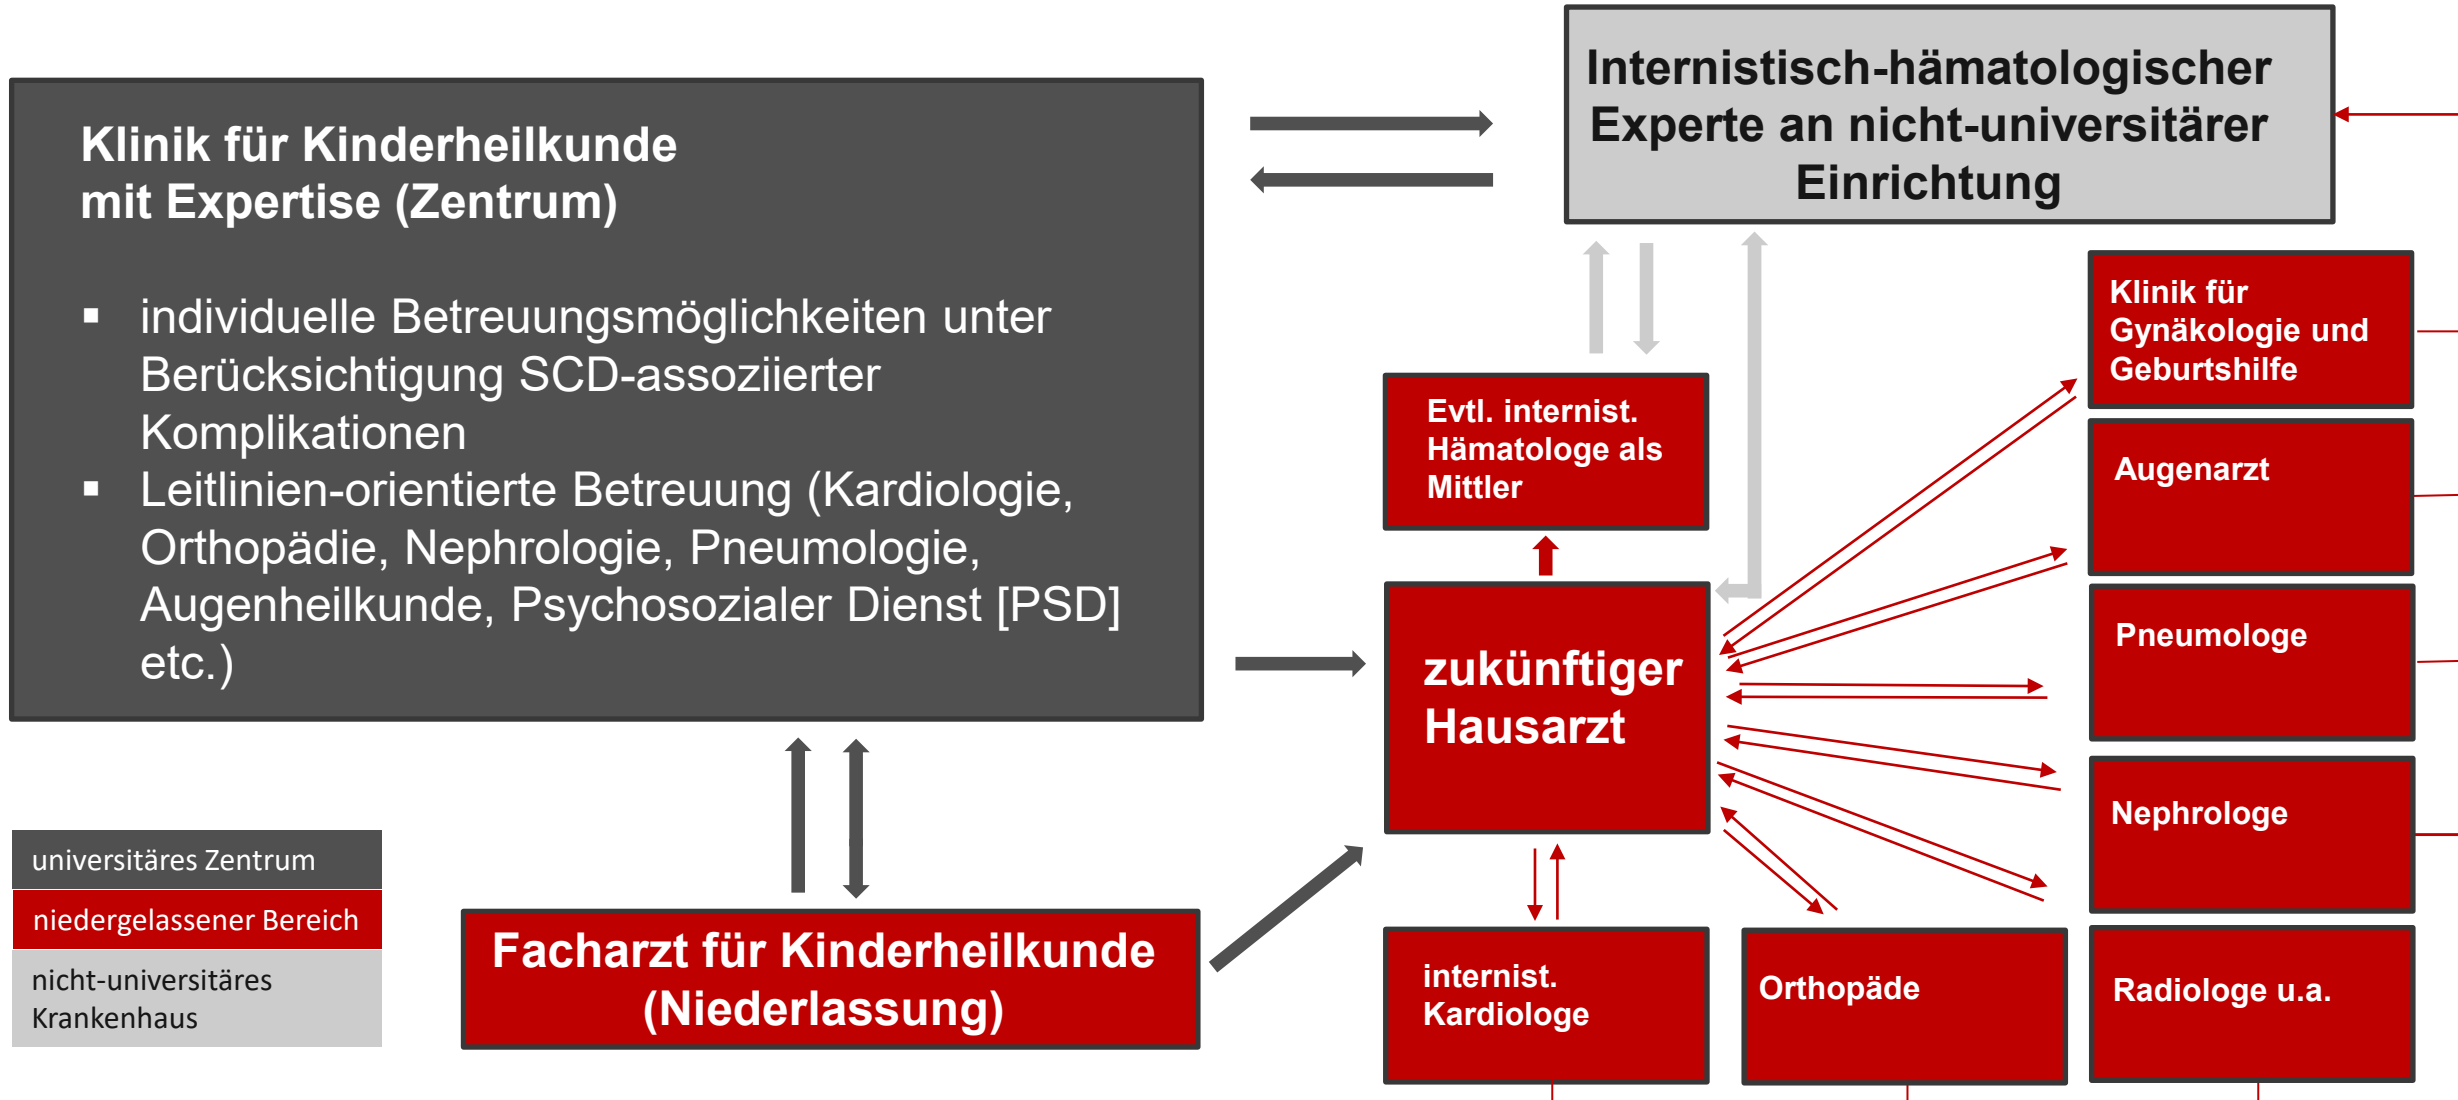 Klinik für Kinderheilkunde
mit Expertise (Zentrum)
▪ individuelle Betreuungsmöglichkeiten unter
Berücksichtigung SCD-assoziierter
Komplikationen
▪ Leitlinien-orientierte Betreuung (Kardiologie,
Orthopädie, Nephrologie, Pneumologie,
Augenheilkunde, Psychosozialer Dienst [PSD]
etc.)
Internistisch-hämatologischer
Experte an nicht-universitärer
Einrichtung
Evtl. internist.
Hämatologe als
Mittler
zukünftiger
Hausarzt
Klinik für
Gynäkologie und
Geburtshilfe
Augenarzt
Pneumologe
Nephrologe
Radiologe u.a.
Orthopäde
internist.
Kardiologe
Facharzt für Kinderheilkunde
(Niederlassung)
universitäres Zentrum
niedergelassener Bereich
nicht-universitäres
Krankenhaus